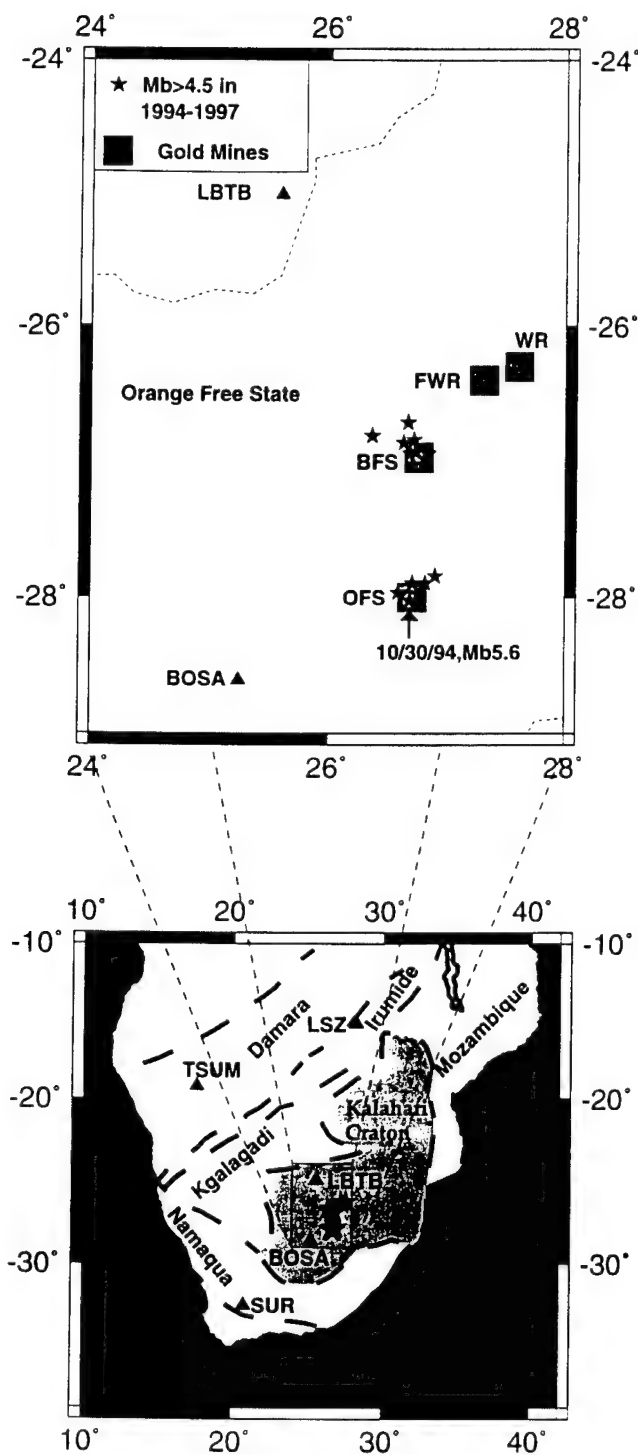 -24°
-24°
★ Mb>4.5 in
1994-1997
Gold Mines
LBTB
-26°
-26°
WR
FWR
Orange Free State
BFS
-28°
OFS
-28°
10/30/94,Mb5.6
BOSA
24°
26°
28°
10°
20°
30°
40°
-10°
-10°
Damara
LSZ
Irumide
Mozambique
TSUM
-20°
-20°
Kalahari
Craton
Kgalagadi
LBTB
Namaqua
BOSA
-30°
-30°
SUR
10°
20°
30°
40°